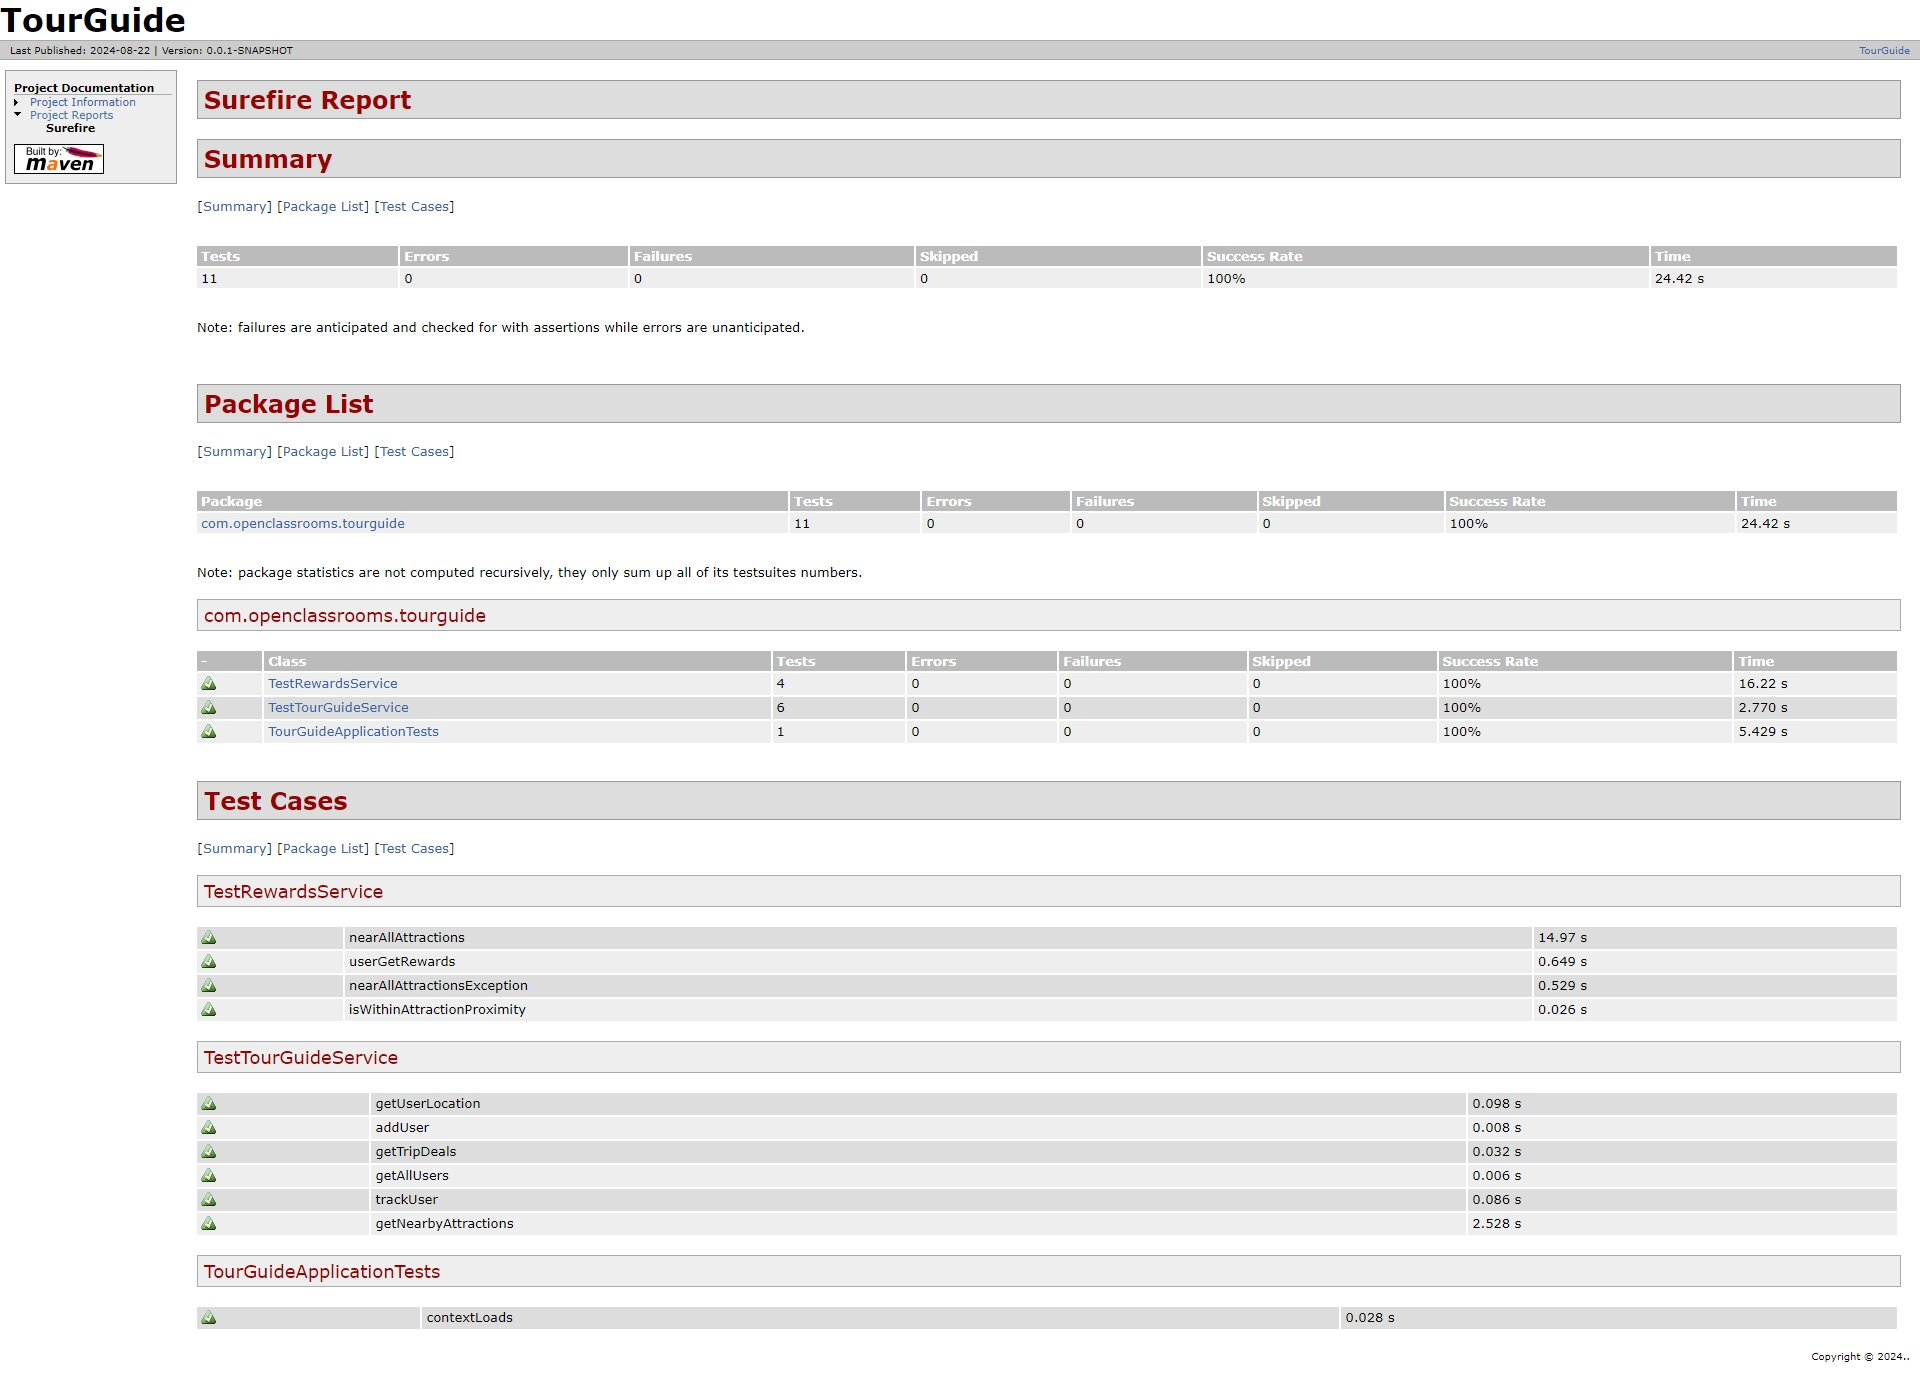 TourGuide
Last Published: 2024-08-22 | Version: 0.0.1-SNAPSHOT TourGuide
Project Documentation
Project Information
Project Reports
Surefire
Built by:
maven
Surefire Report
Summary
[Summary] [Package List] [Test Cases]
Tests Errors Failures Skipped Success Rate Time
11 0 0 0 100% 24.42 s
Note: failures are anticipated and checked for with assertions while errors are unanticipated.
Package List
[Summary] [Package List] [Test Cases]
Package Tests Errors Failures Skipped Success Rate Time
com.openclassrooms.tourguide 11 0 0 0 100% 24.42 s
Note: package statistics are not computed recursively, they only sum up all of its testsuites numbers.
com.openclassrooms.tourguide
- Class Tests Errors Failures Skipped Success Rate Time
TestRewardsService 4 0 0 0 100% 16.22 s
TestTourGuideService 6 0 0 0 100% 2.770 s
TourGuideApplicationTests 1 0 0 0 100% 5.429 s
Test Cases
[Summary] [Package List] [Test Cases]
TestRewardsService
nearAllAttractions 14.97 s
userGetRewards 0.649 s
nearAllAttractionsException 0.529 s
isWithinAttractionProximity 0.026 s
TestTourGuideService
getUserLocation 0.098 s
addUser 0.008 s
getTripDeals 0.032 s
getAllUsers 0.006 s
trackUser 0.086 s
getNearbyAttractions 2.528 s
TourGuideApplicationTests
contextLoads 0.028 s
Copyright © 2024..